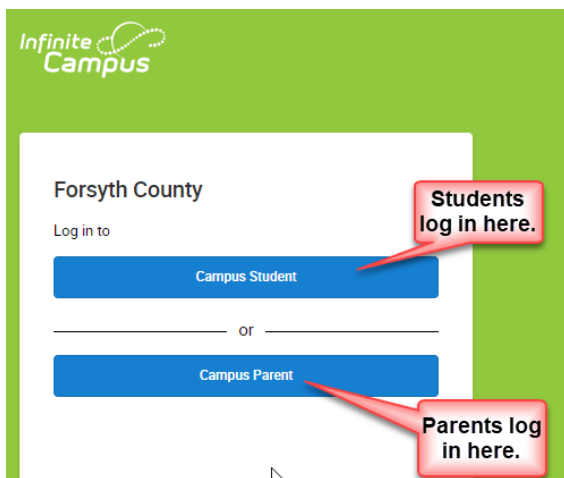 Infinite
Campus
Forsyth County
Students
log in here.
Log in to
Campus Student
or
Campus Parent
Parents log
in here.